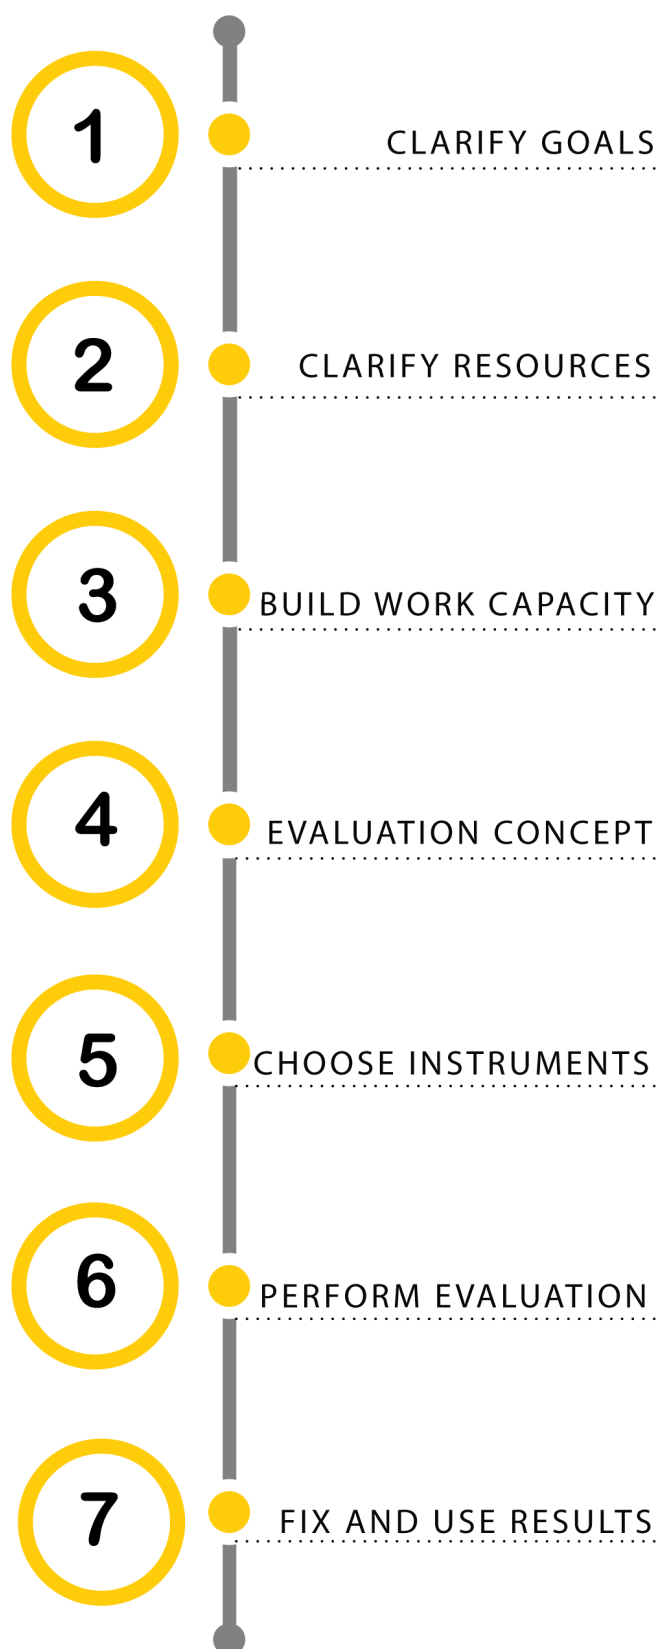 1
CLARIFY GOALS
2
CLARIFY RESOURCES
3
BUILD WORK CAPACITY
4
EVALUATION CONCEPT
5
CHOOSE INSTRUMENTS
6
PERFORM EVALUATION
7
FIX AND USE RESULTS